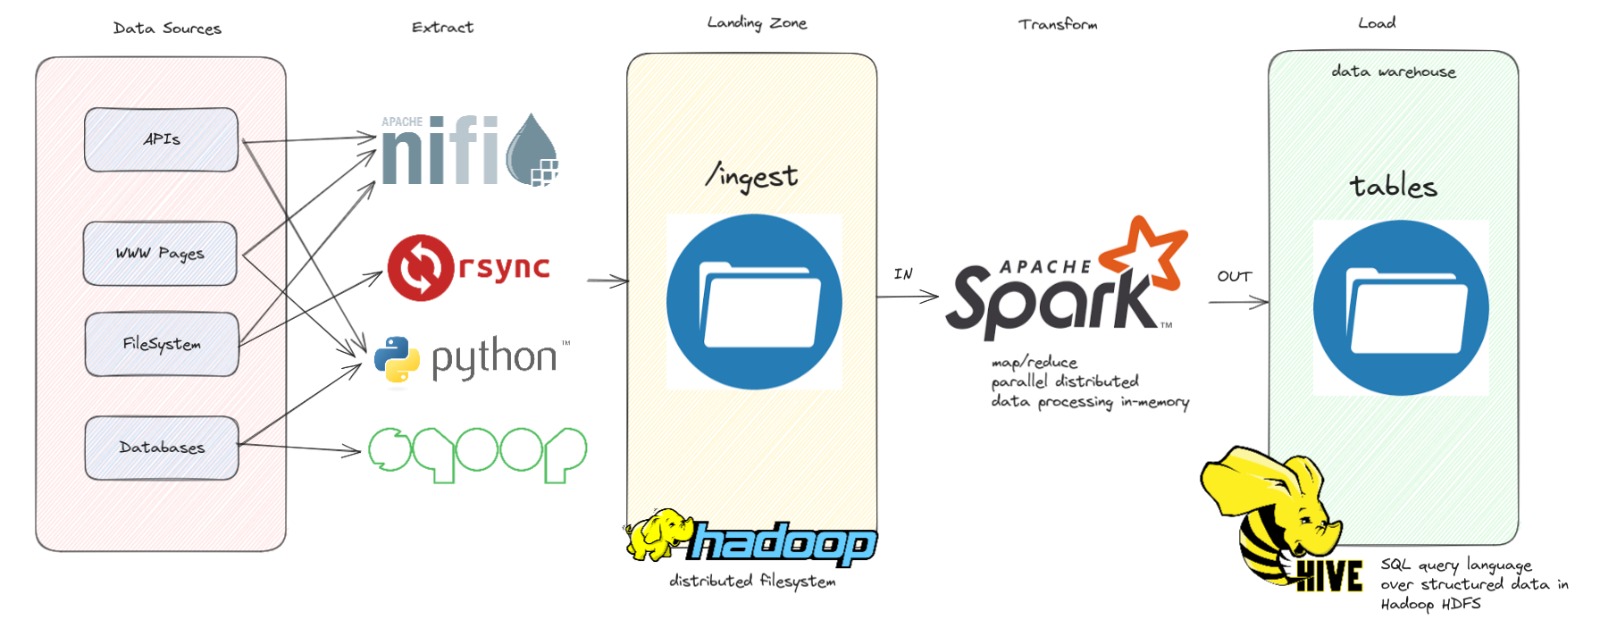 Data Sources
Extract
Landing Zone
Transform
Load
data warehouse
APIs
WWW Pages
FileSystem
Databases
APACHE
nifi
rsync
python™
sqoop
/ingest
hadoop
distributed filesystem
IN
APACHE
Spark™
map/reduce
parallel distributed
data processing in-memory
OUT
tables
HIVE
SQL query language
over structured data in
Hadoop HDFS